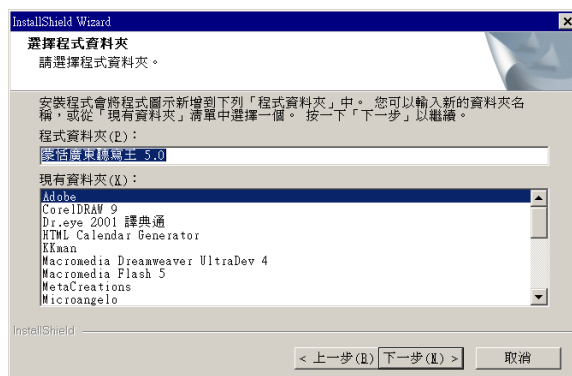 InstallShield Wizard
選擇程式資料夾
請選擇程式資料夾。
安裝程式會將程式圖示新增到下列「程式資料夾」中。 您可以輸入新的資料夾名
稱，或從「現有資料夾」清單中選擇一個。 按一下「下一步」以繼續。
程式資料夾(P)：
蒙恬廣東聽寫王 5.0
現有資料夾(X)：
Adobe
CorelDRAW 9
Dr.eye 2001 譯典通
HTML Calendar Generator
KKman
Macromedia Dreamweaver UltraDev 4
Macromedia Flash 5
MetaCreations
Microangelo
InstallShield
< 上一步(B) 下一步(N) > 取消